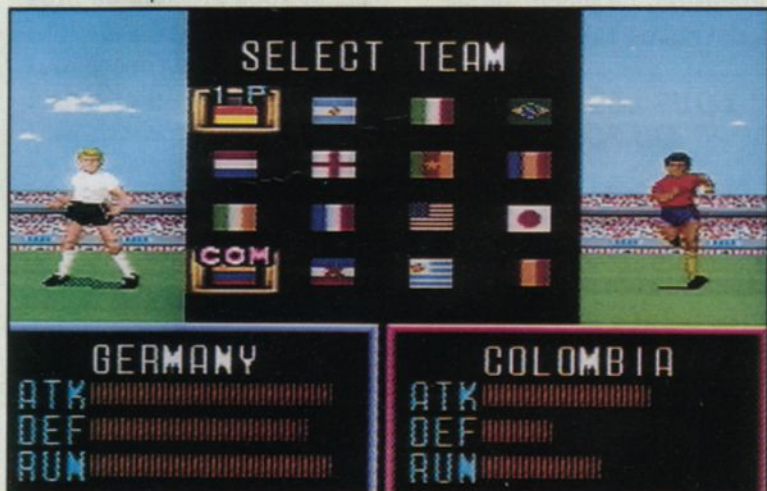 SELECT TEAM
1-P
COM
GERMANY
ATK
DEF
RUN
COLOMBIA
ATK
DEF
RUN